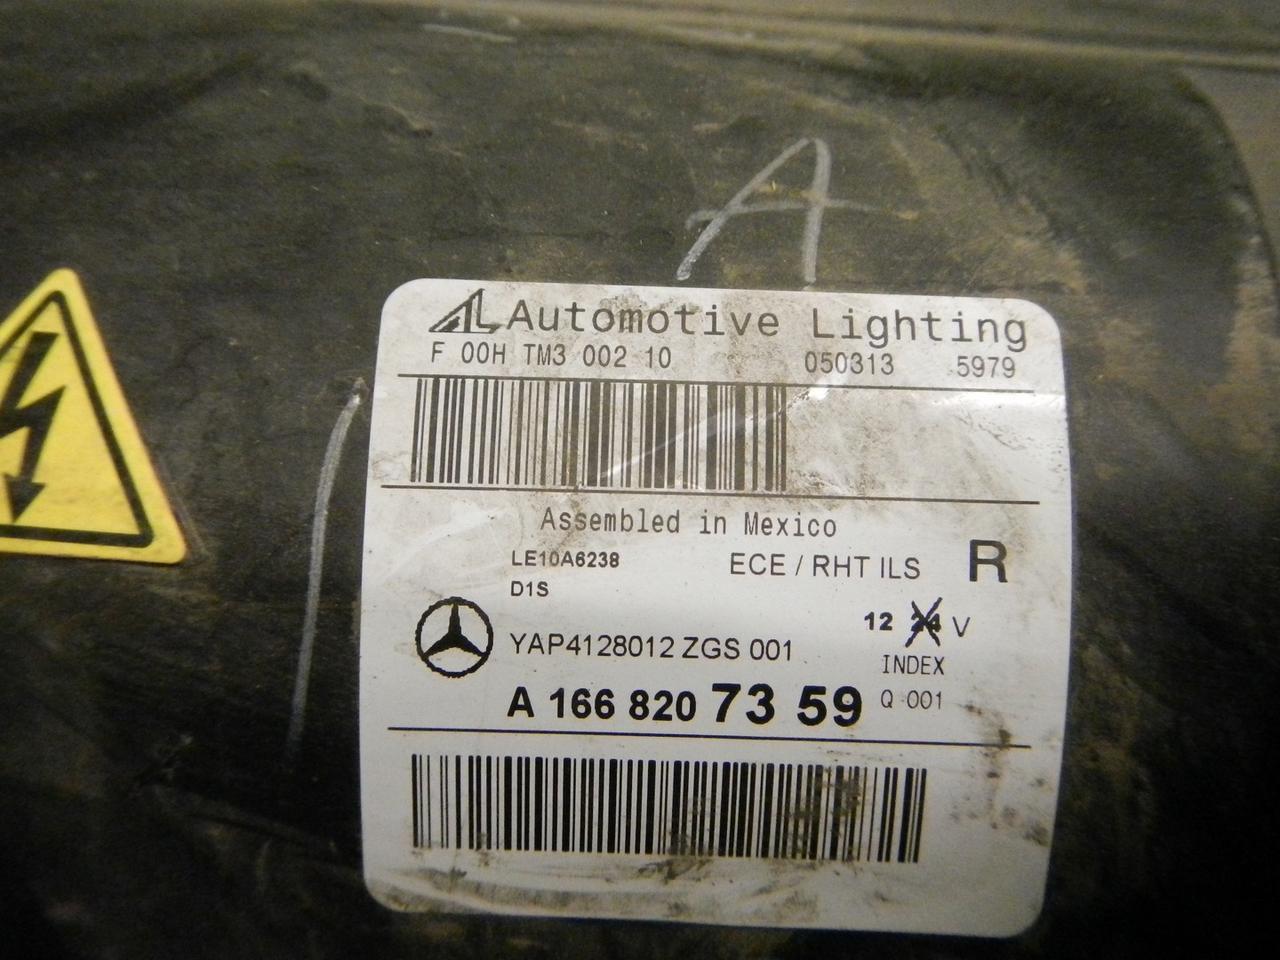 A
AL Automotive Lighting
F 00H TM3 002 10 050313 5979
Assembled in Mexico
LE10A6238 ECE / RHT ILS R
D1S
12 24 V
YAP4128012 ZGS 001 INDEX
A 166 820 73 59 Q 001